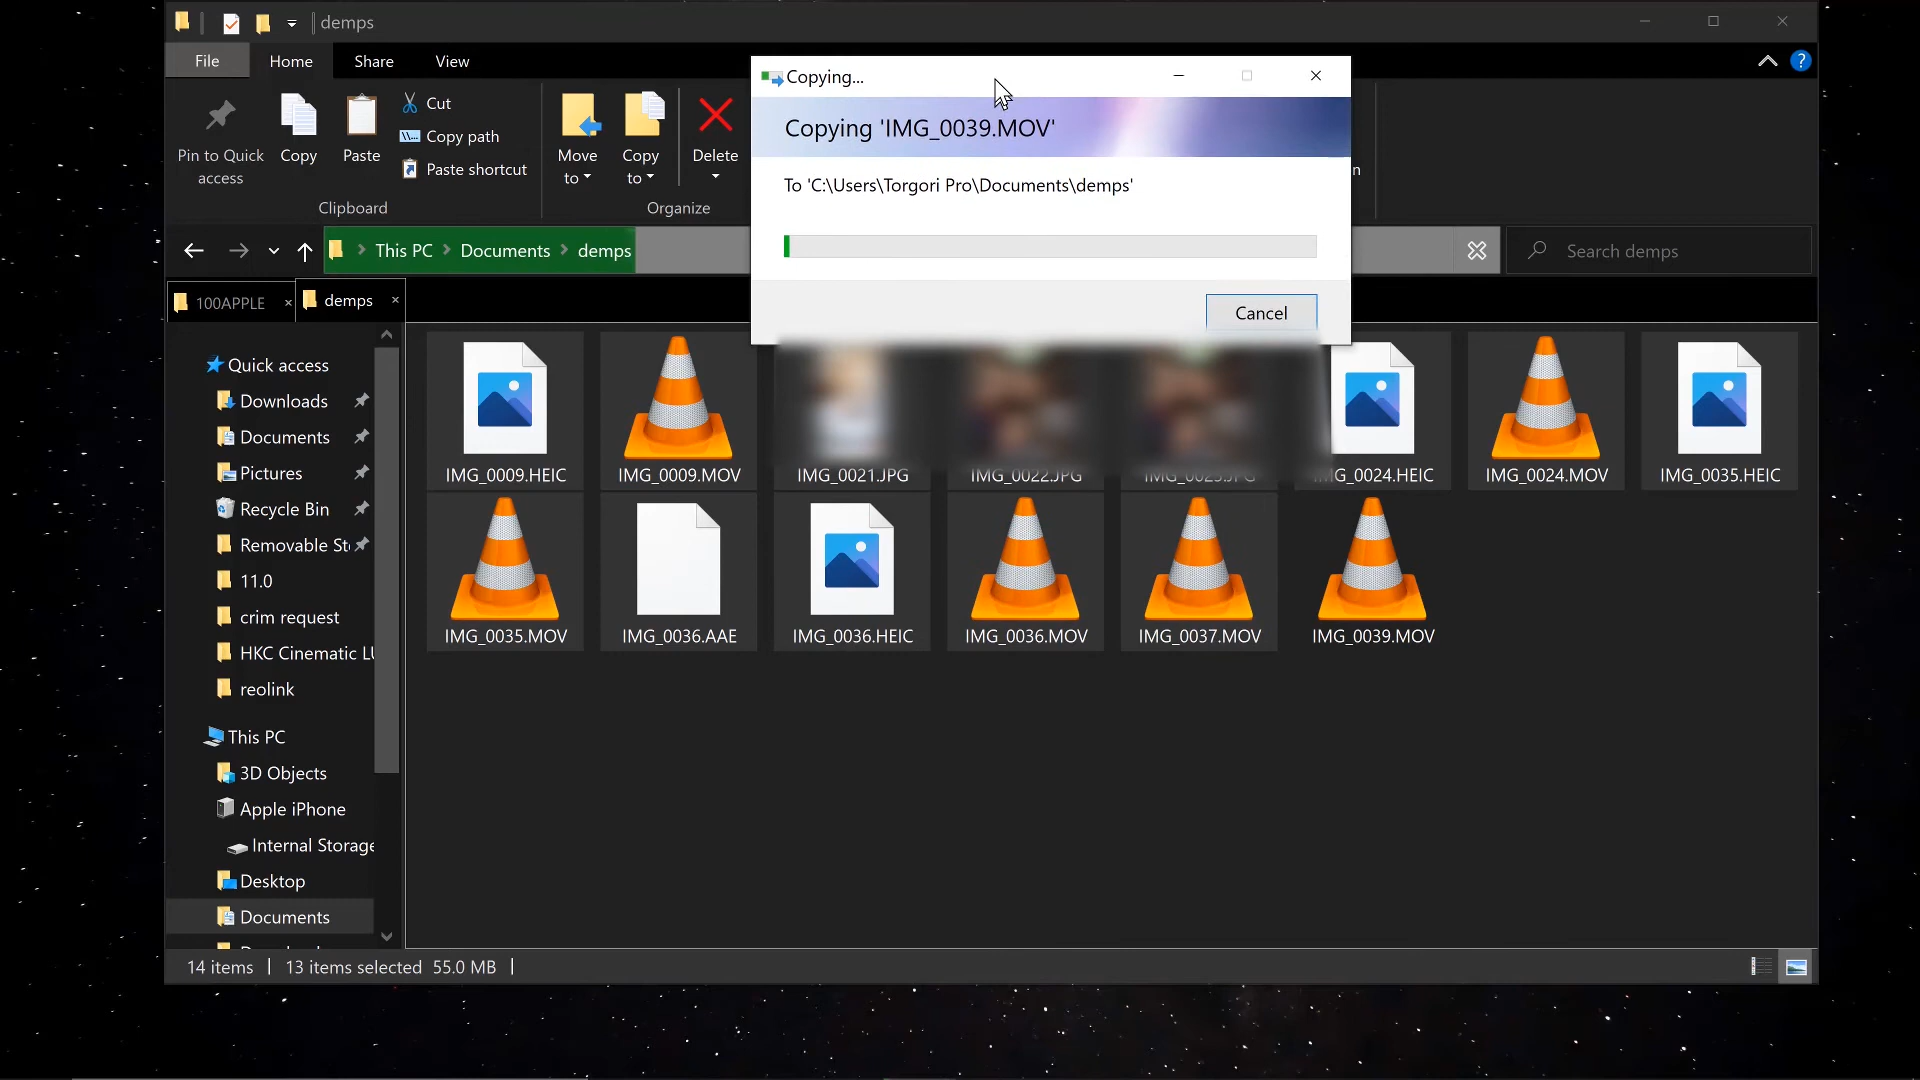 demps
File
Home
Share
View
Pin to Quick
access
Copy
Paste
Cut
Copy path
Paste shortcut
Clipboard
Move
to
Copy
to
Delete
Organize
Copying...
Copying 'IMG_0039.MOV'
To 'C:\Users\Torgori Pro\Documents\demps'
Cancel
n
This PC
Documents
demps
Search demps
100APPLE
demps
Quick access
Downloads
Documents
Pictures
Recycle Bin
Removable St
11.0
crim request
HKC Cinematic LU
reolink
This PC
3D Objects
Apple iPhone
Internal Storage
Desktop
Documents
IMG_0009.HEIC
IMG_0009.MOV
IMG_0021.JPG
IMG_0022.JPG
IMG_0023.JPG
IMG_0024.HEIC
IMG_0024.MOV
IMG_0035.HEIC
IMG_0035.MOV
IMG_0036.AAE
IMG_0036.HEIC
IMG_0036.MOV
IMG_0037.MOV
IMG_0039.MOV
14 items
13 items selected 55.0 MB